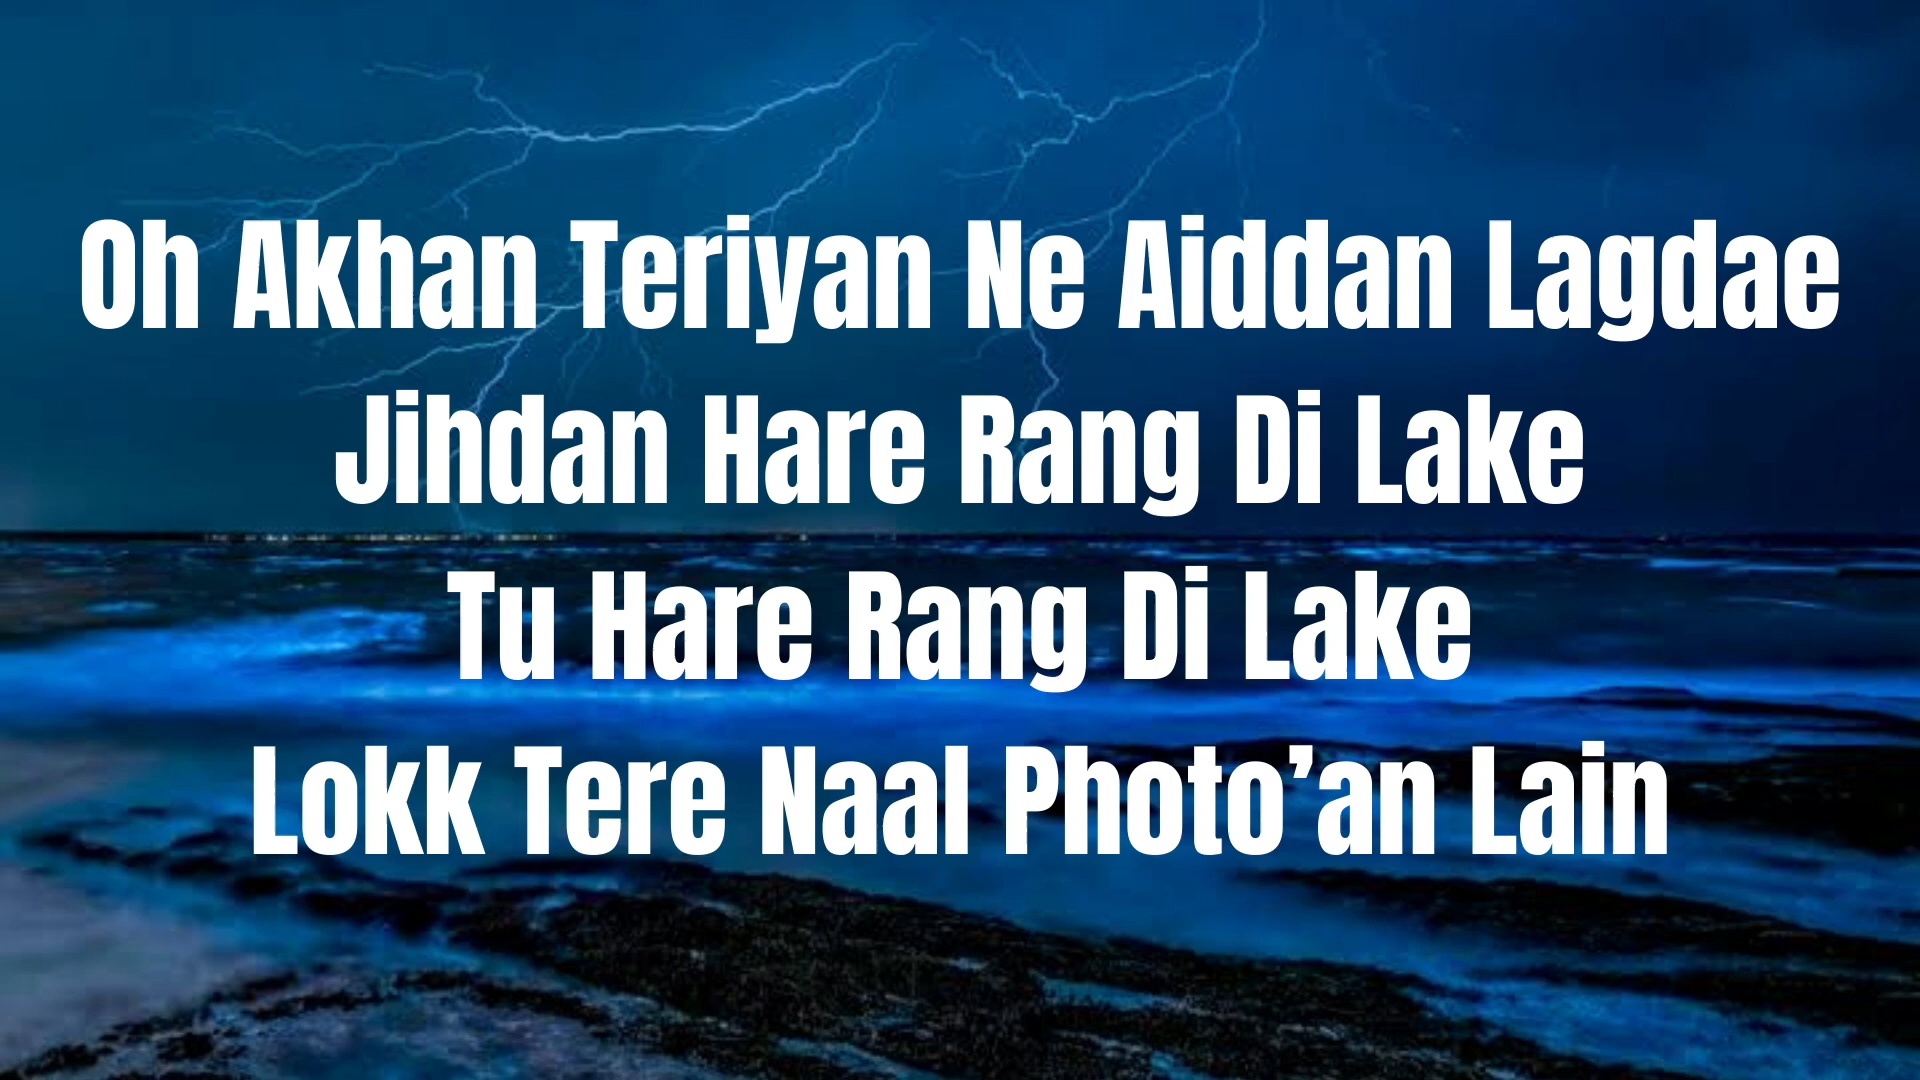 Oh Akhan Teriyan Ne Aiddan Lagdae
Jihdan Hare Rang Di Lake
Tu Hare Rang Di Lake
Lokk Tere Naal Photo’an Lain